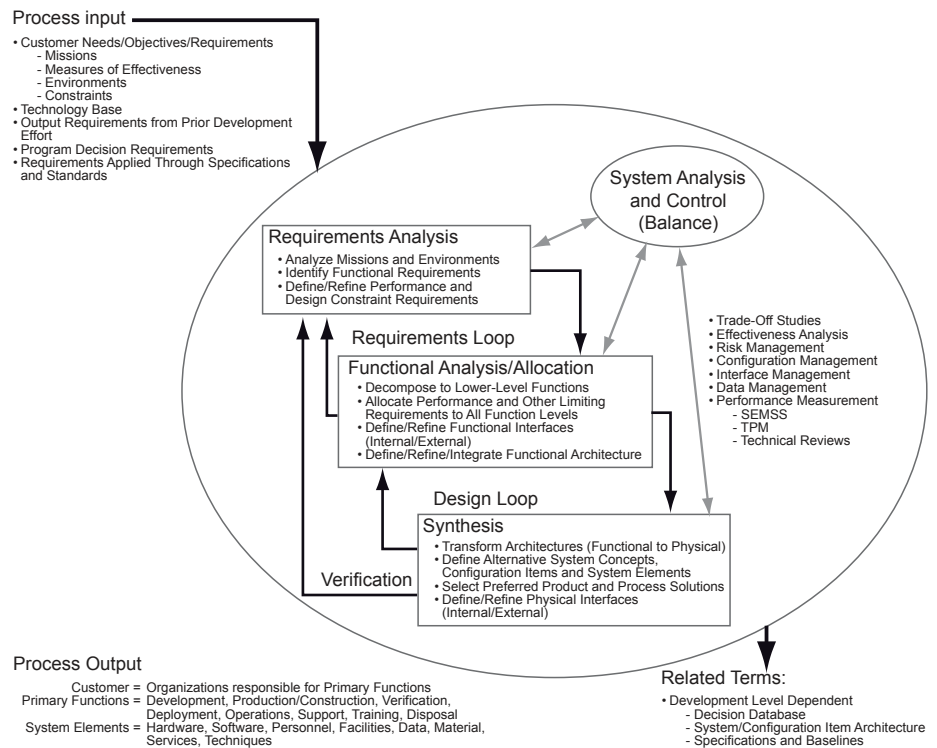 Process input
• Customer Needs/Objectives/Requirements
- Missions
- Measures of Effectiveness
- Environments
- Constraints
• Technology Base
• Output Requirements from Prior Development
Effort
• Program Decision Requirements
• Requirements Applied Through Specifications
and Standards
System Analysis
and Control
(Balance)
Requirements Analysis
• Analyze Missions and Environments
• Identify Functional Requirements
• Define/Refine Performance and
Design Constraint Requirements
Requirements Loop
• Trade-Off Studies
• Effectiveness Analysis
• Risk Management
• Configuration Management
• Interface Management
• Data Management
• Performance Measurement
- SEMSS
- TPM
- Technical Reviews
Functional Analysis/Allocation
• Decompose to Lower-Level Functions
• Allocate Performance and Other Limiting
Requirements to All Function Levels
• Define/Refine Functional Interfaces
(Internal/External)
• Define/Refine/Integrate Functional Architecture
Design Loop
Synthesis
• Transform Architectures (Functional to Physical)
• Define Alternative System Concepts,
Configuration Items and System Elements
• Select Preferred Product and Process Solutions
• Define/Refine Physical Interfaces
(Internal/External)
Verification
Process Output
Customer = Organizations responsible for Primary Functions
Primary Functions = Development, Production/Construction, Verification,
Deployment, Operations, Support, Training, Disposal
System Elements = Hardware, Software, Personnel, Facilities, Data, Material,
Services, Techniques
Related Terms:
• Development Level Dependent
- Decision Database
- System/Configuration Item Architecture
- Specifications and Baselines